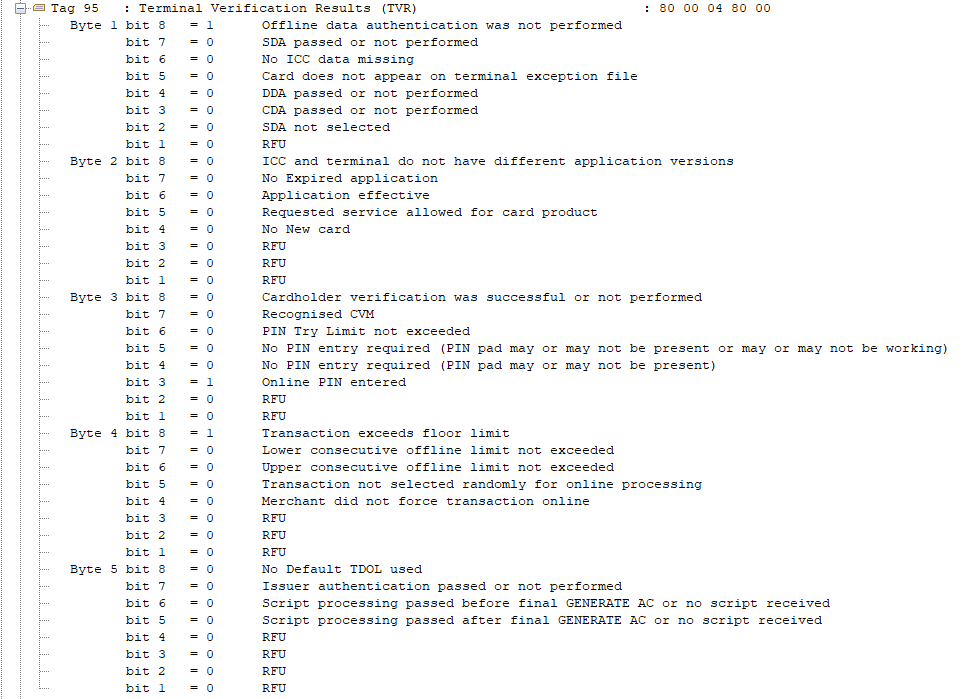 Tag 95 : Terminal Verification Results (TVR) : 80 00 04 80 00
Byte 1 bit 8 = 1 Offline data authentication was not performed
bit 7 = 0 SDA passed or not performed
bit 6 = 0 No ICC data missing
bit 5 = 0 Card does not appear on terminal exception file
bit 4 = 0 DDA passed or not performed
bit 3 = 0 CDA passed or not performed
bit 2 = 0 SDA not selected
bit 1 = 0 RFU
Byte 2 bit 8 = 0 ICC and terminal do not have different application versions
bit 7 = 0 No Expired application
bit 6 = 0 Application effective
bit 5 = 0 Requested service allowed for card product
bit 4 = 0 No New card
bit 3 = 0 RFU
bit 2 = 0 RFU
bit 1 = 0 RFU
Byte 3 bit 8 = 0 Cardholder verification was successful or not performed
bit 7 = 0 Recognised CVM
bit 6 = 0 PIN Try Limit not exceeded
bit 5 = 0 No PIN entry required (PIN pad may or may not be present or may or may not be working)
bit 4 = 0 No PIN entry required (PIN pad may or may not be present)
bit 3 = 1 Online PIN entered
bit 2 = 0 RFU
bit 1 = 0 RFU
Byte 4 bit 8 = 1 Transaction exceeds floor limit
bit 7 = 0 Lower consecutive offline limit not exceeded
bit 6 = 0 Upper consecutive offline limit not exceeded
bit 5 = 0 Transaction not selected randomly for online processing
bit 4 = 0 Merchant did not force transaction online
bit 3 = 0 RFU
bit 2 = 0 RFU
bit 1 = 0 RFU
Byte 5 bit 8 = 0 No Default TDOL used
bit 7 = 0 Issuer authentication passed or not performed
bit 6 = 0 Script processing passed before final GENERATE AC or no script received
bit 5 = 0 Script processing passed after final GENERATE AC or no script received
bit 4 = 0 RFU
bit 3 = 0 RFU
bit 2 = 0 RFU
bit 1 = 0 RFU